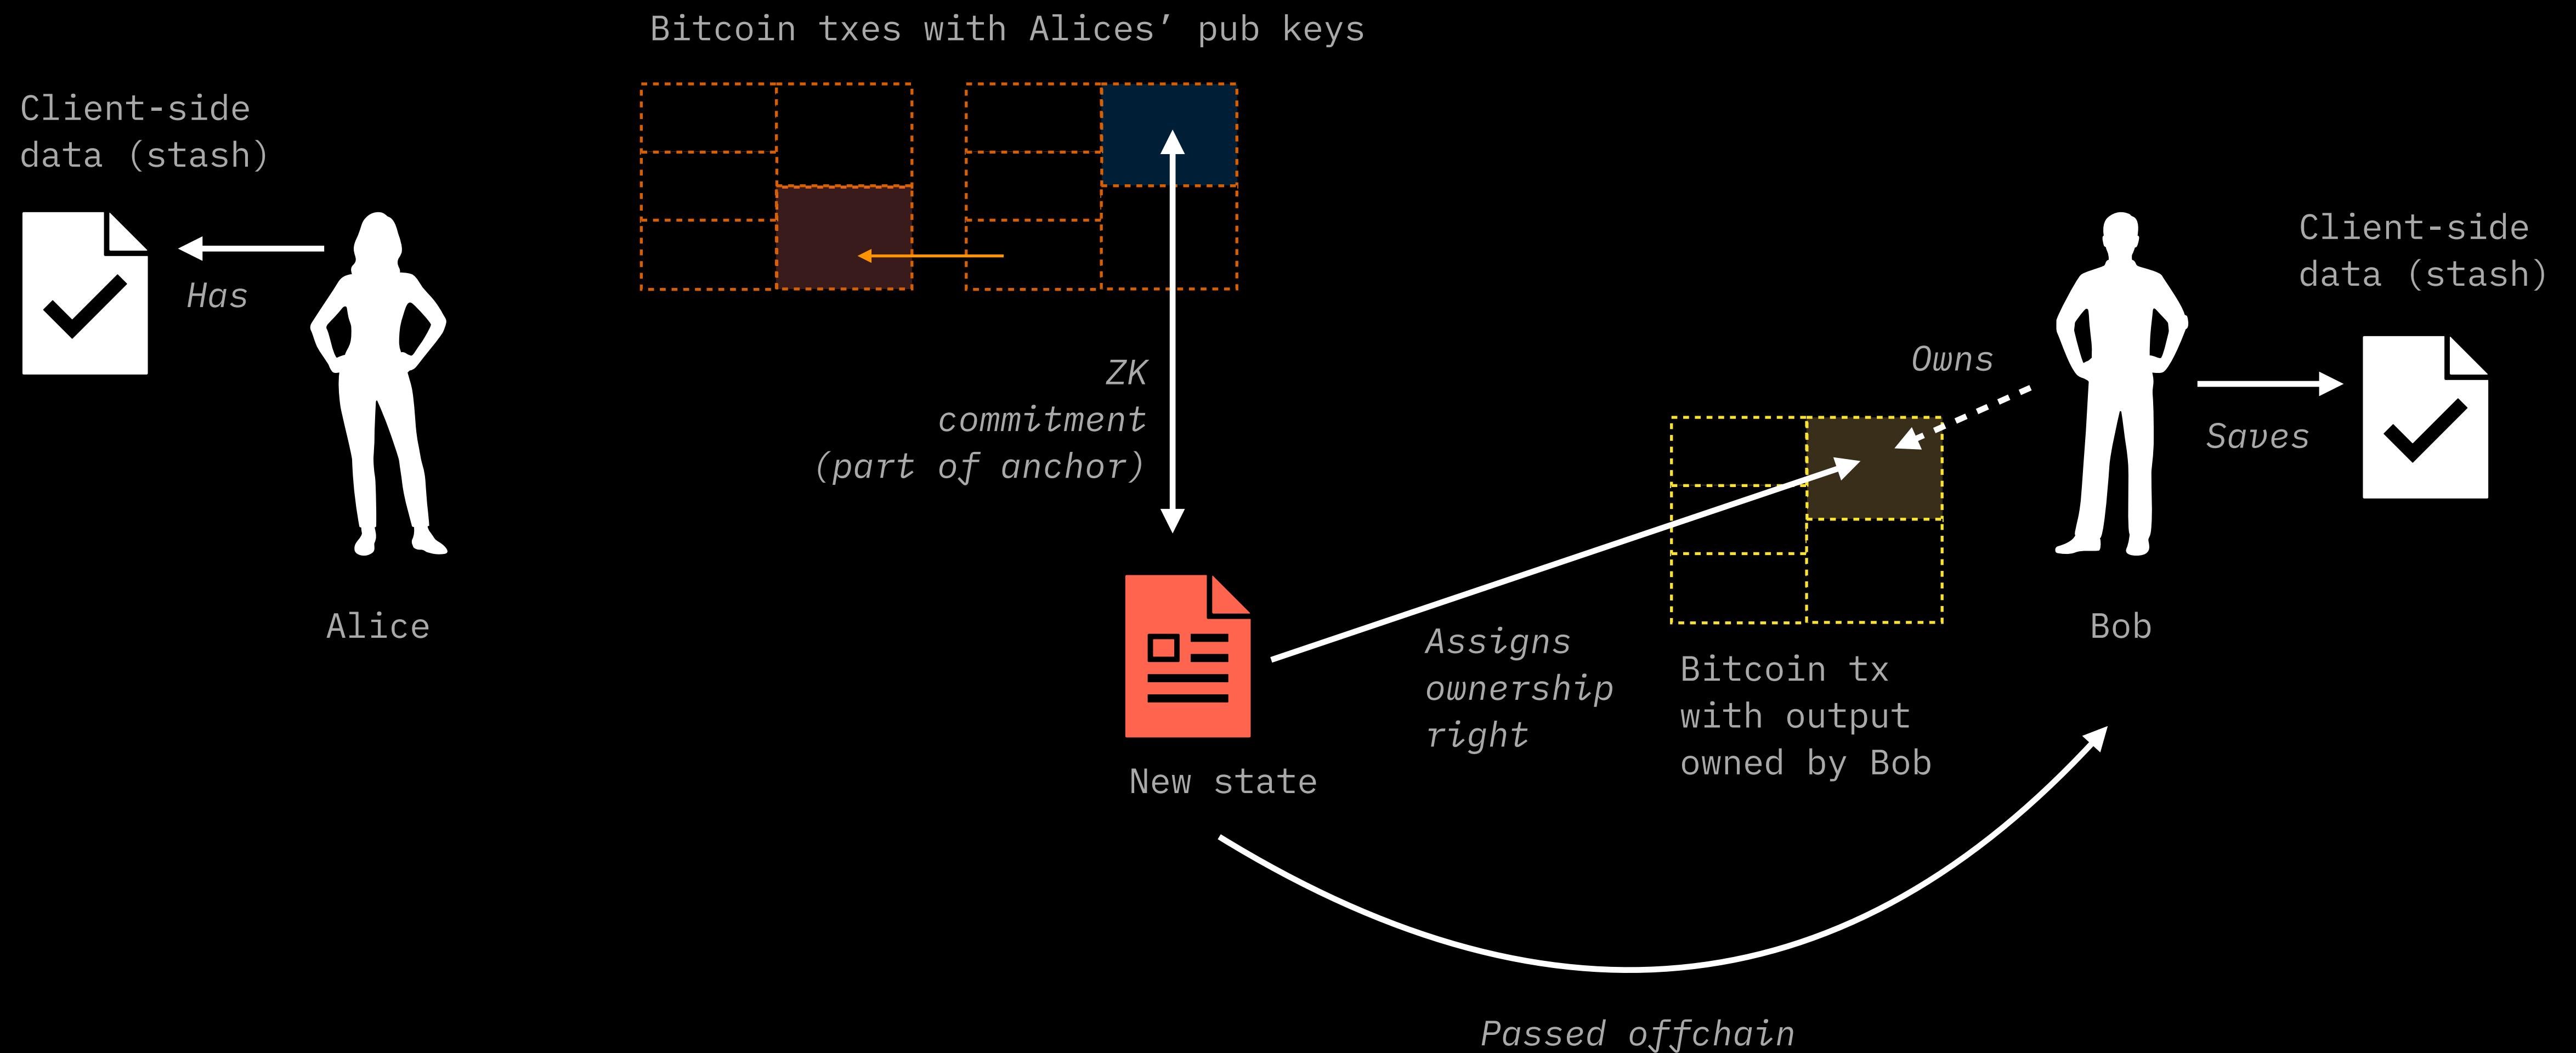 Bitcoin txes with Alices’ pub keys
Client-side
data (stash)
Has
Alice
ZK
commitment
(part of anchor)
New state
Assigns
ownership
right
Bitcoin tx
with output
owned by Bob
Owns
Bob
Client-side
data (stash)
Saves
Passed offchain